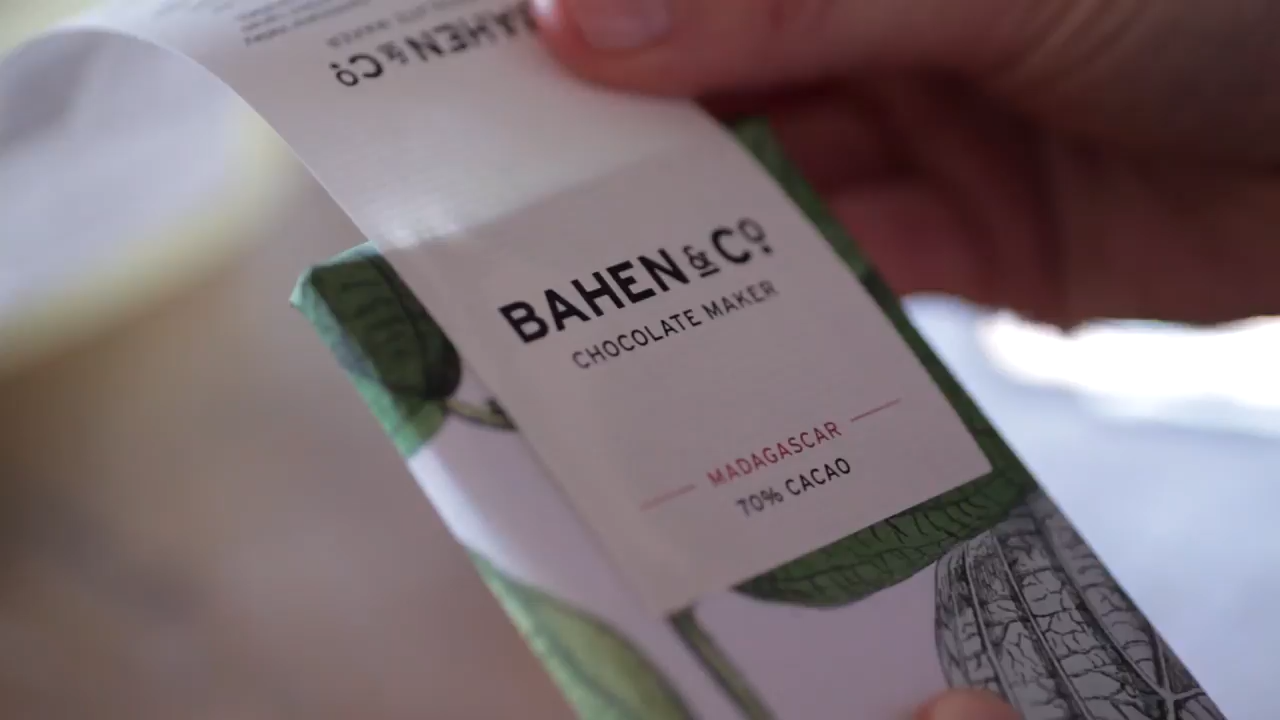 BAHEN & Co
BAHEN & Co
CHOCOLATE MAKER
MADAGASCAR
70% CACAO